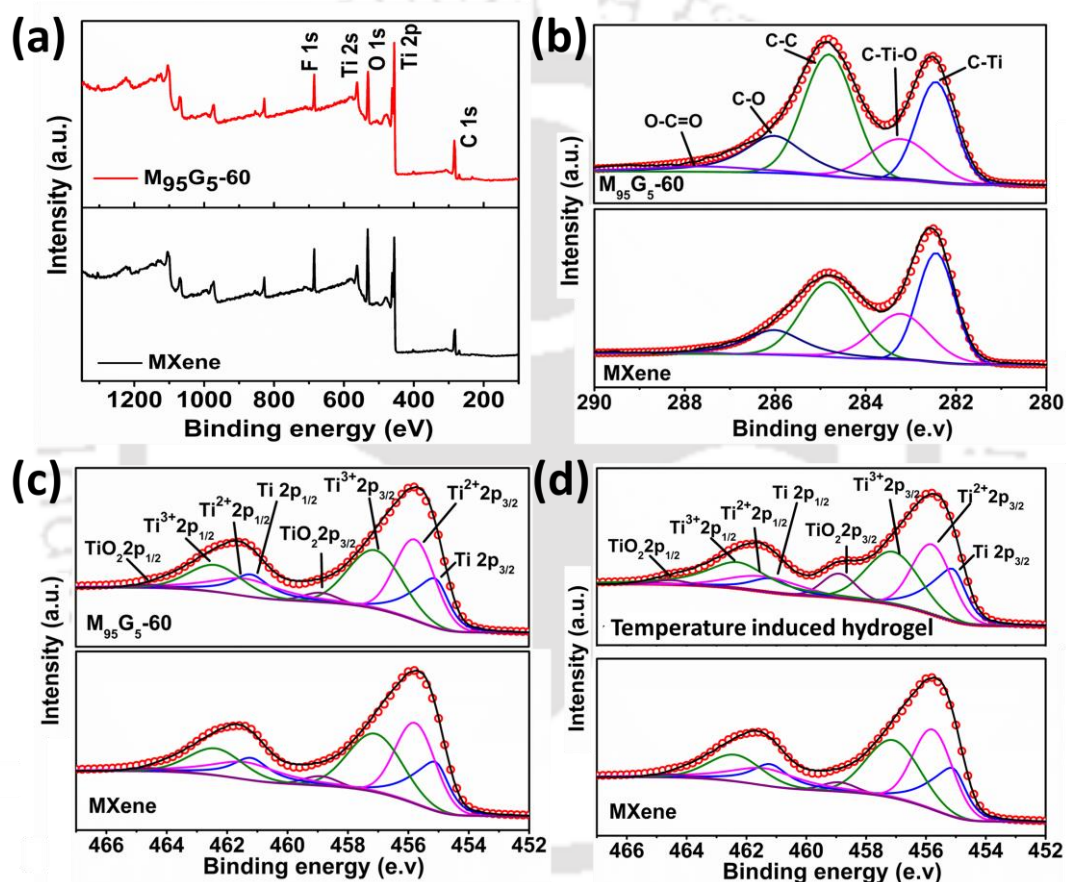 (a)
F 1s
Ti 2s
O 1s
Ti 2p
C 1s
M₉₅G₅-60
MXene
Intensity (a.u.)
1200 1000 800 600 400 200
Binding energy (eV)
(b)
C-C
C-Ti-O
C-Ti
C-O
O-C=O
M₉₅G₅-60
MXene
Intensity (a.u.)
290 288 286 284 282 280
Binding energy (e.v)
(c)
TiO₂2p₁/₂
Ti³⁺2p₁/₂
Ti²⁺2p₁/₂
Ti 2p₁/₂
TiO₂2p₃/₂
Ti³⁺2p₃/₂
Ti²⁺2p₃/₂
Ti 2p₃/₂
M₉₅G₅-60
MXene
Intensity (a.u.)
466 464 462 460 458 456 454 452
Binding energy (e.v)
(d)
TiO₂2p₁/₂
Ti³⁺2p₁/₂
Ti²⁺2p₁/₂
Ti 2p₁/₂
TiO₂2p₃/₂
Ti³⁺2p₃/₂
Ti²⁺2p₃/₂
Ti 2p₃/₂
Temperature induced hydrogel
MXene
Intensity (a.u.)
466 464 462 460 458 456 454 452
Binding energy (e.v)